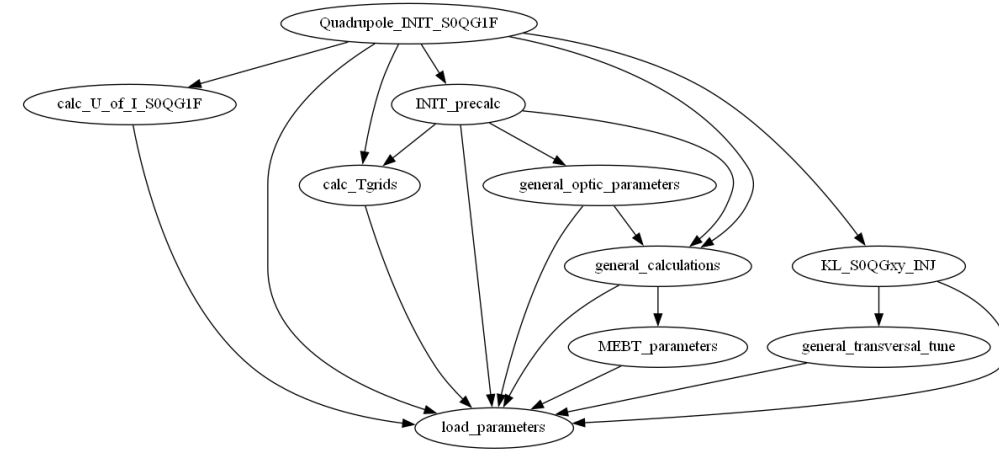 Quadrupole_INIT_S0QG1F
calc_U_of_I_S0QG1F
INIT_precalc
calc_Tgrids
general_optic_parameters
general_calculations
KL_S0QGxy_INJ
MEBT_parameters
general_transversal_tune
load_parameters